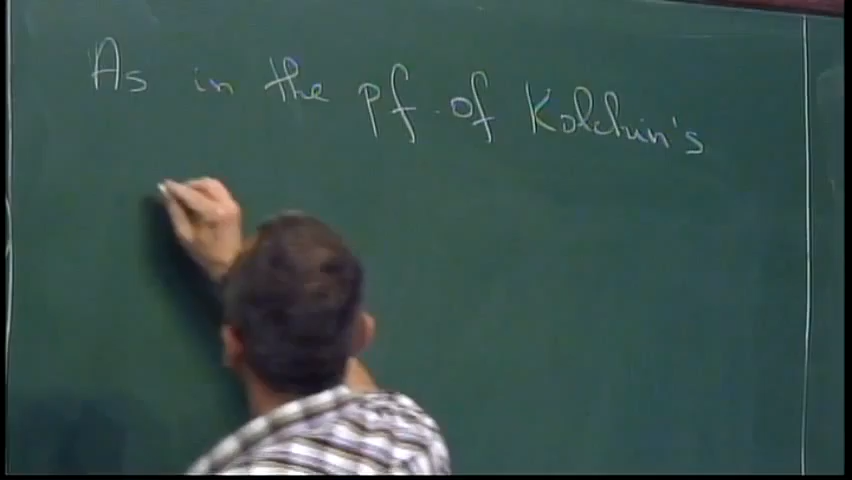 As in the pf. of Kolchin's